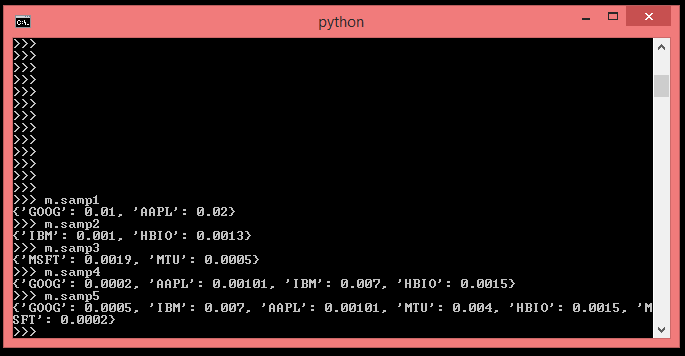 C:\.
python
>>>
>>>
>>>
>>>
>>>
>>>
>>>
>>>
>>>
>>>
>>>
>>>
>>>
>>> m.samp1
{'GOOG': 0.01, 'AAPL': 0.02}
>>> m.samp2
{'IBM': 0.001, 'HBIO': 0.0013}
>>> m.samp3
{'MSFT': 0.0019, 'MTU': 0.0005}
>>> m.samp4
{'GOOG': 0.0002, 'AAPL': 0.00101, 'IBM': 0.007, 'HBIO': 0.0015}
>>> m.samp5
{'GOOG': 0.0005, 'IBM': 0.007, 'AAPL': 0.00101, 'MTU': 0.004, 'HBIO': 0.0015, 'M
SFT': 0.0002}
>>>